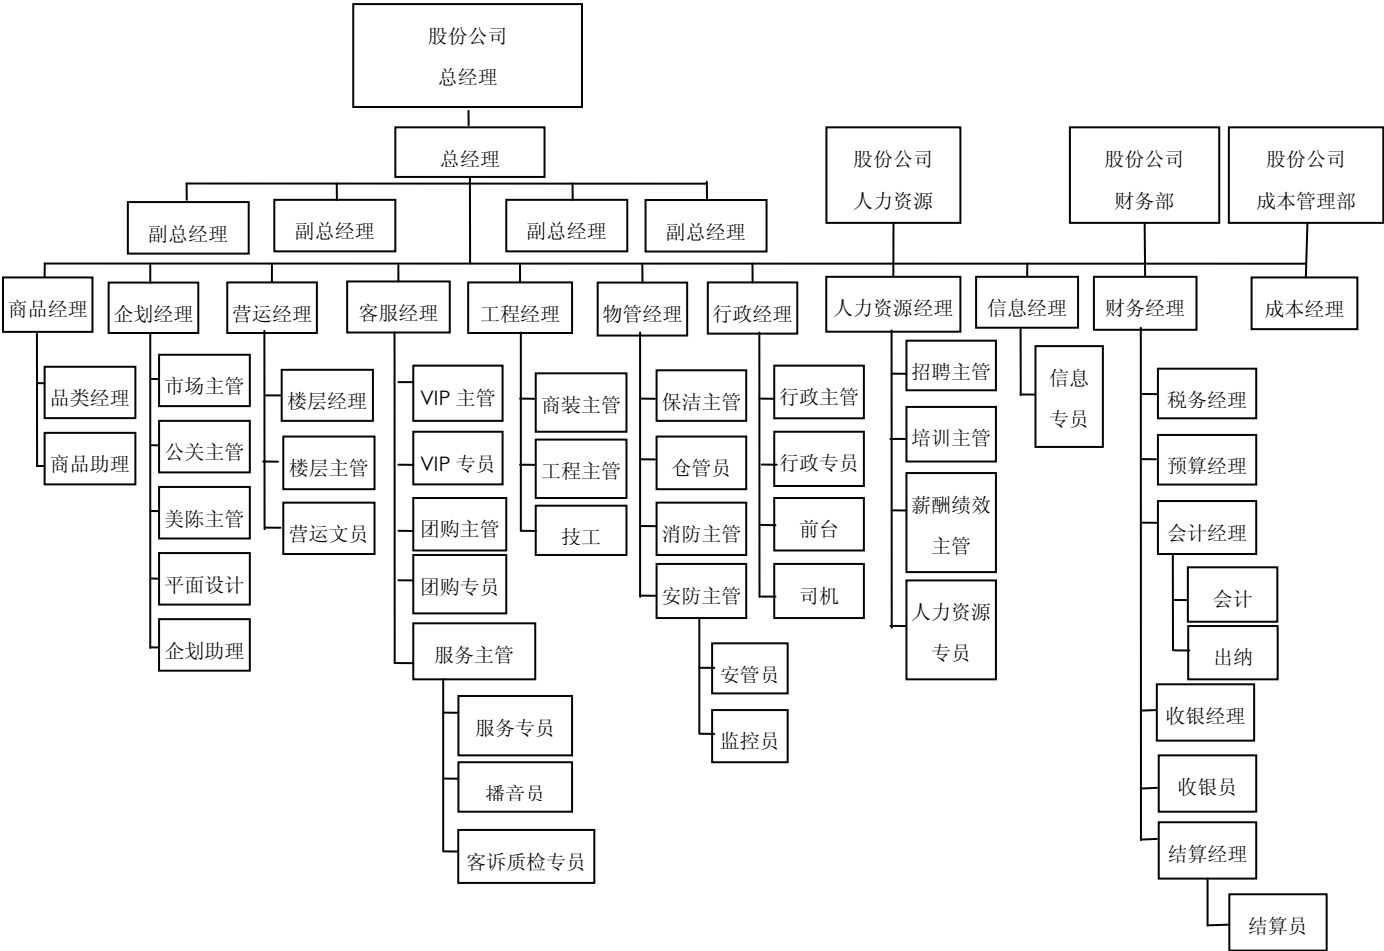 股份公司
总经理
总经理
股份公司
人力资源
股份公司
财务部
股份公司
成本管理部
副总经理
副总经理
副总经理
副总经理
商品经理
企划经理
营运经理
客服经理
工程经理
物管经理
行政经理
人力资源经理
信息经理
财务经理
成本经理
品类经理
商品助理
市场主管
公关主管
美陈主管
平面设计
企划助理
楼层经理
楼层主管
营运文员
VIP 主管
VIP 专员
团购主管
团购专员
服务主管
服务专员
播音员
客诉质检专员
商装主管
工程主管
技工
保洁主管
仓管员
消防主管
安防主管
安管员
监控员
行政主管
行政专员
前台
司机
招聘主管
培训主管
薪酬绩效
主管
人力资源
专员
信息
专员
税务经理
预算经理
会计经理
会计
出纳
收银经理
收银员
结算经理
结算员